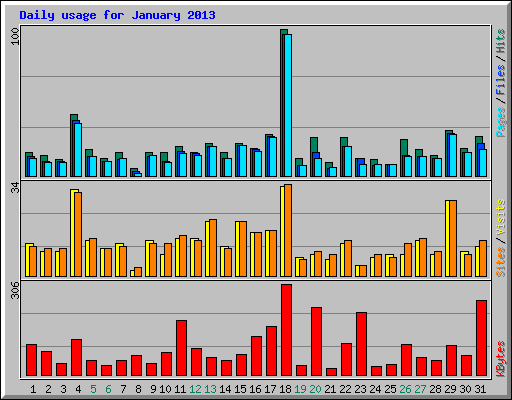 Daily usage for January 2013
100
34
306
Pages / Files / Hits
Sites / Visits
KBytes
1 2 3 4 5 6 7 8 9 10 11 12 13 14 15 16 17 18 19 20 21 22 23 24 25 26 27 28 29 30 31